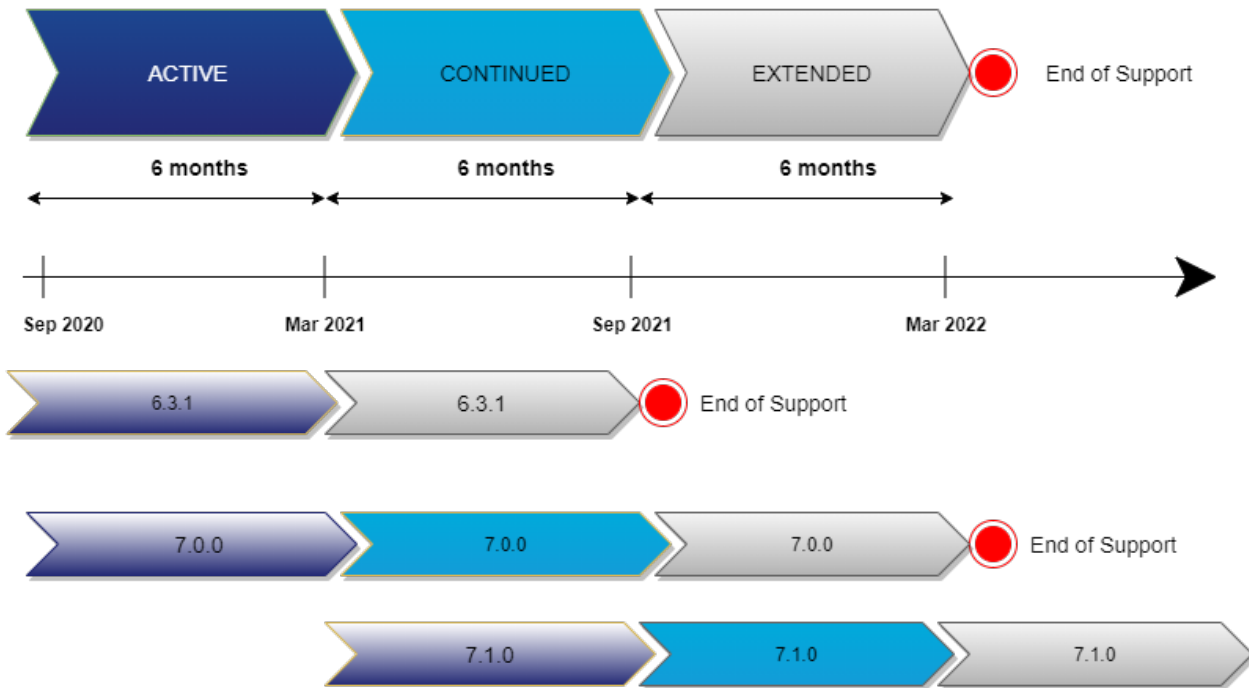 ACTIVE
CONTINUED
EXTENDED
End of Support
6 months
6 months
6 months
Sep 2020
Mar 2021
Sep 2021
Mar 2022
6.3.1
6.3.1
End of Support
7.0.0
7.0.0
7.0.0
End of Support
7.1.0
7.1.0
7.1.0